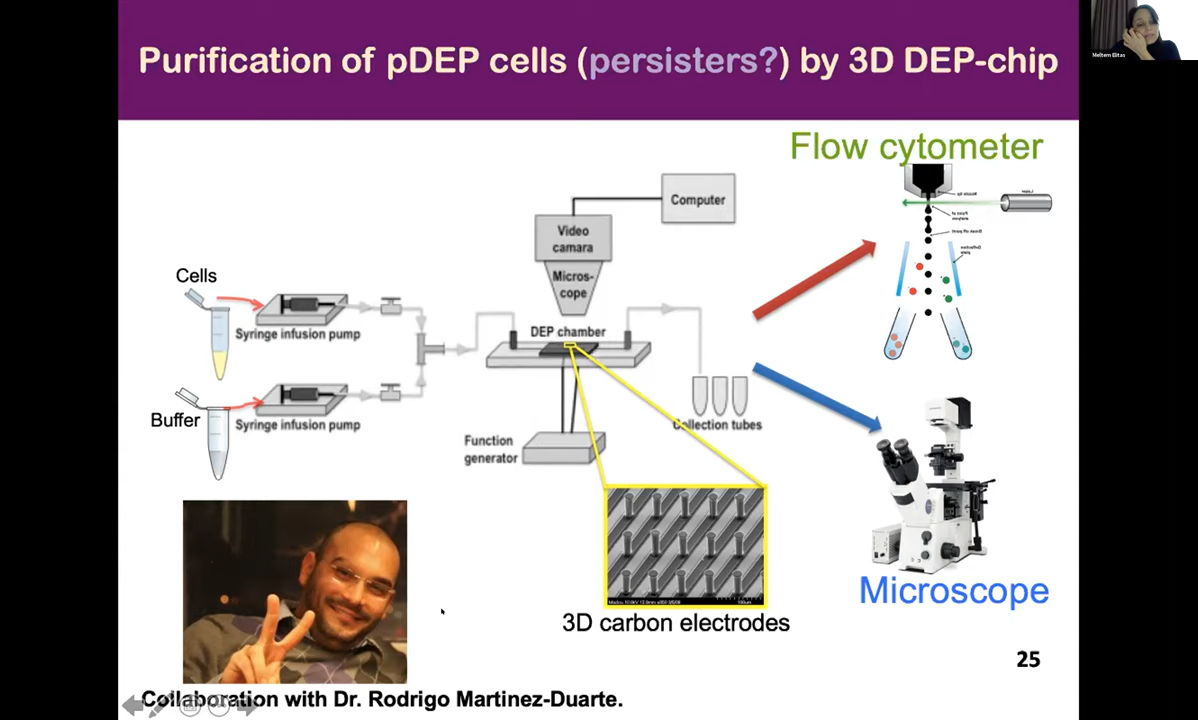 Purification of pDEP cells (persisters?) by 3D DEP-chip
Meltem Elitas
Flow cytometer
Computer
Video
camara
Micros-
cope
Cells
Syringe infusion pump
DEP chamber
Buffer
Syringe infusion pump
Collection tubes
Function
generator
3D carbon electrodes
Microscope
25
Collaboration with Dr. Rodrigo Martinez-Duarte.